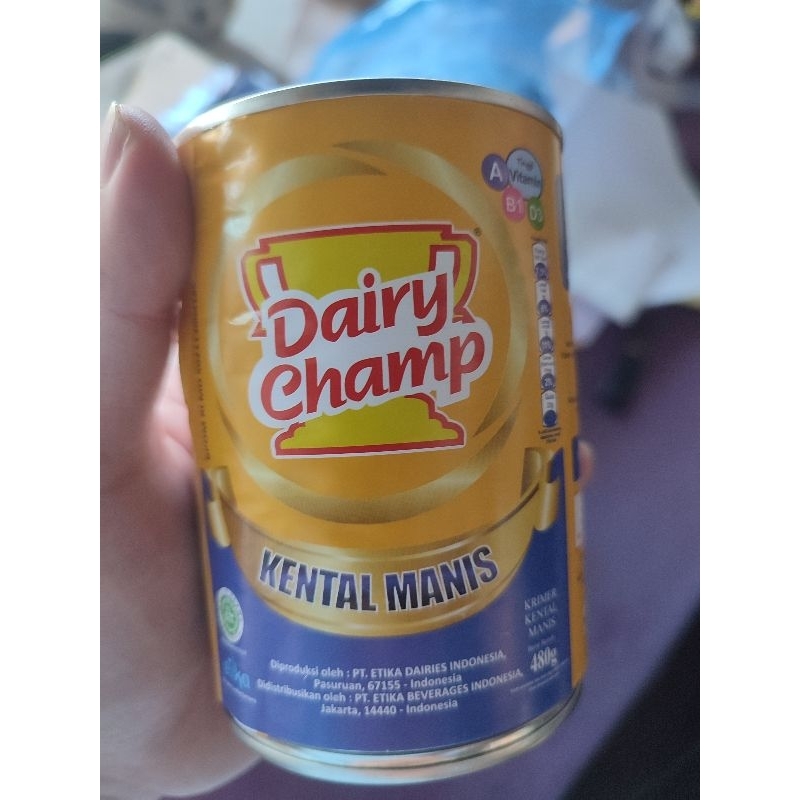 A
Tinggi
Vitamin
B1
D3
Dairy
Champ
®
KENTAL MANIS
KRIMER
KENTAL
MANIS
480g
Diproduksi oleh : PT. ETIKA DAIRIES INDONESIA,
Pasuruan, 67155 - Indonesia
Didistribusikan oleh : PT. ETIKA BEVERAGES INDONESIA,
Jakarta, 14440 - Indonesia